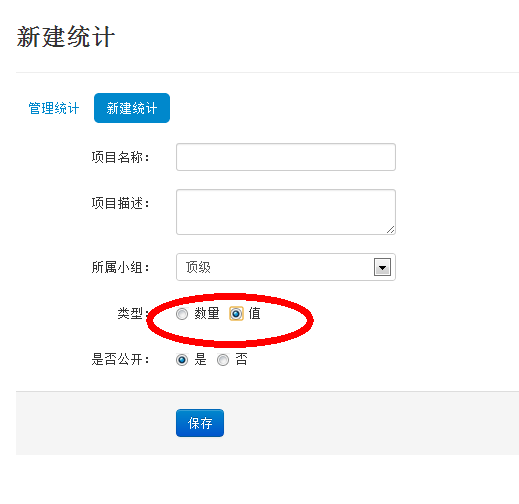 新建统计
管理统计 新建统计
项目名称：
项目描述：
所属小组： 顶级
类型： 数量 值
是否公开： 是 否
保存